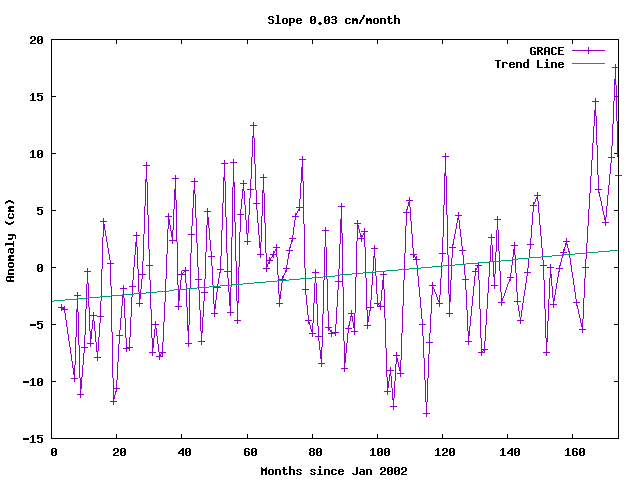 Slope 0.03 cm/month
GRACE
Trend Line
20
15
10
5
0
-5
-10
-15
Anomaly (cm)
0 20 40 60 80 100 120 140 160
Months since Jan 2002